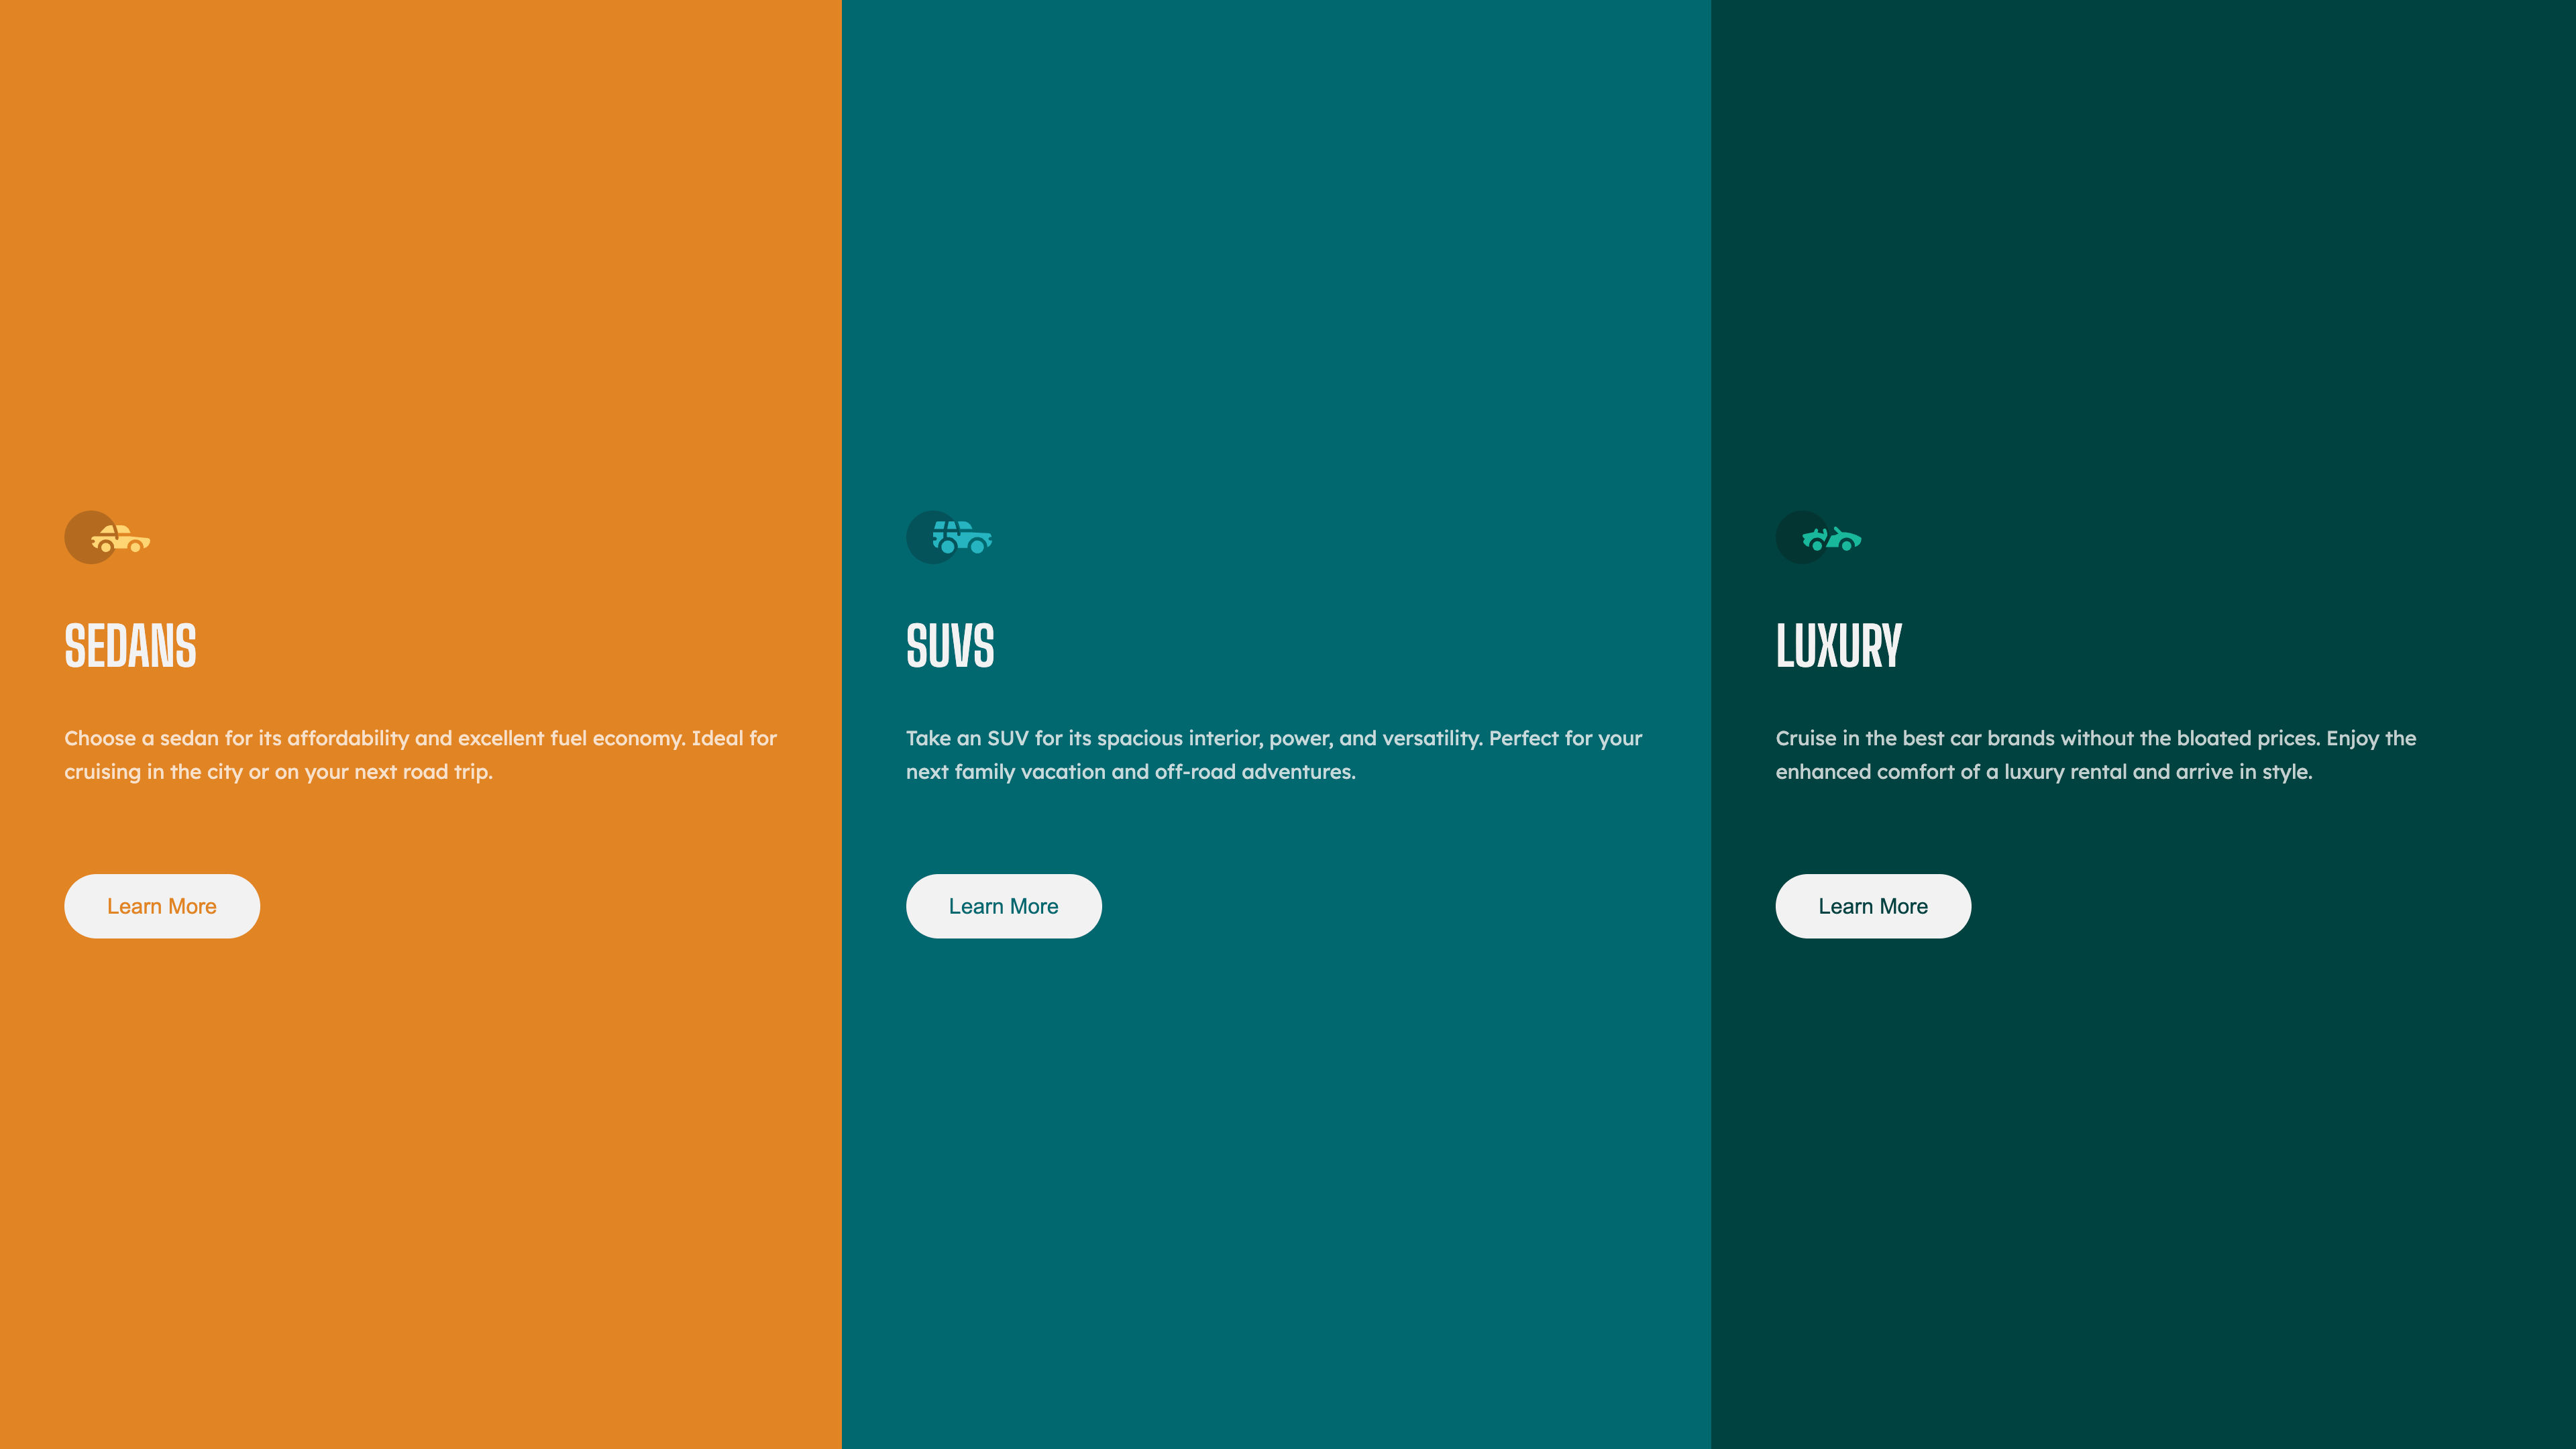 SEDANS
Choose a sedan for its affordability and excellent fuel economy. Ideal for
cruising in the city or on your next road trip.
Learn More
SUVS
Take an SUV for its spacious interior, power, and versatility. Perfect for your
next family vacation and off-road adventures.
Learn More
LUXURY
Cruise in the best car brands without the bloated prices. Enjoy the
enhanced comfort of a luxury rental and arrive in style.
Learn More